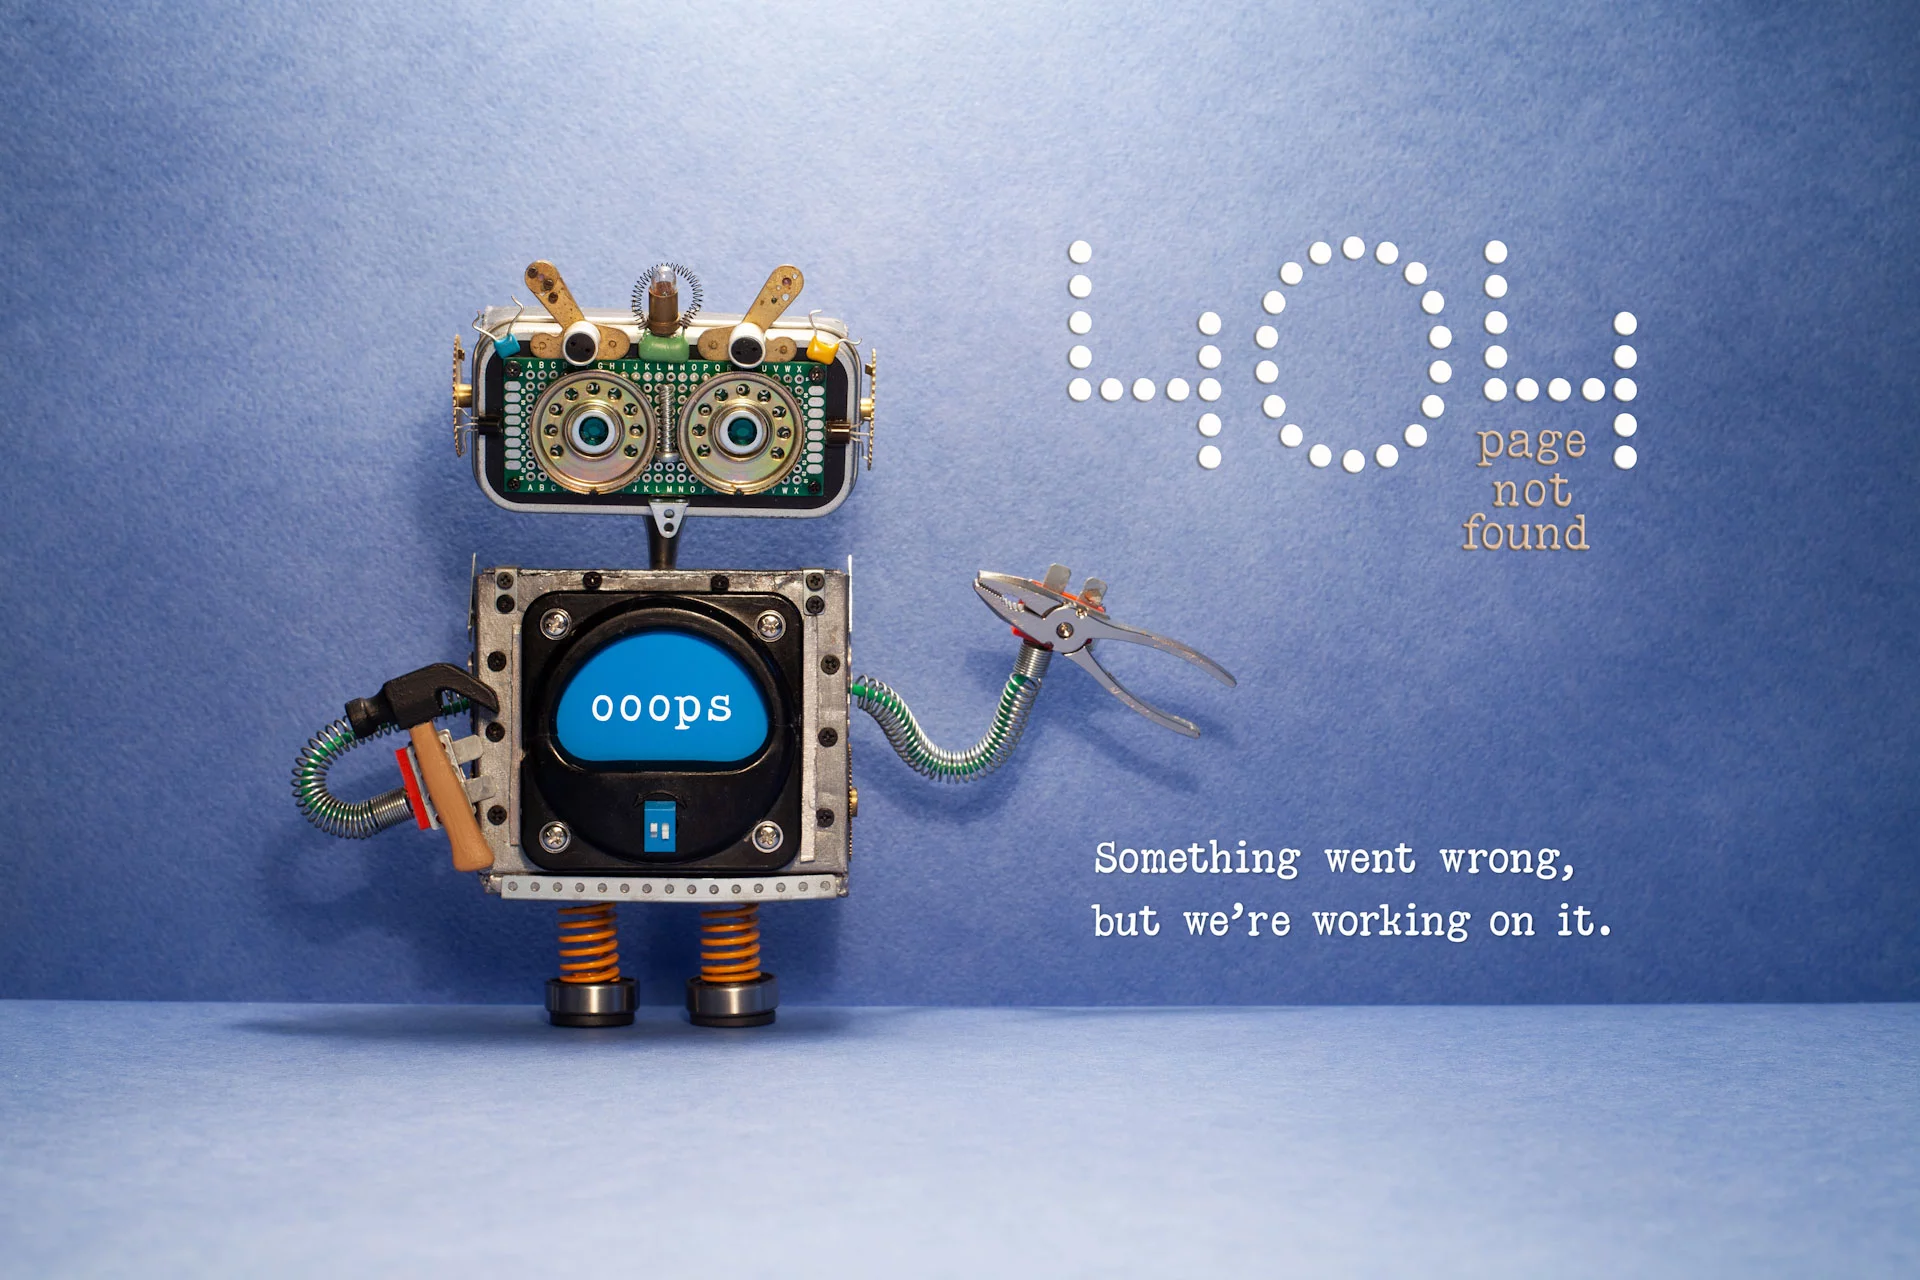 404
page
not
found
A B C G H I J K L M N O P Q U V W X
A B C J K L M N O P V W X
ooops
Something went wrong,
but we’re working on it.